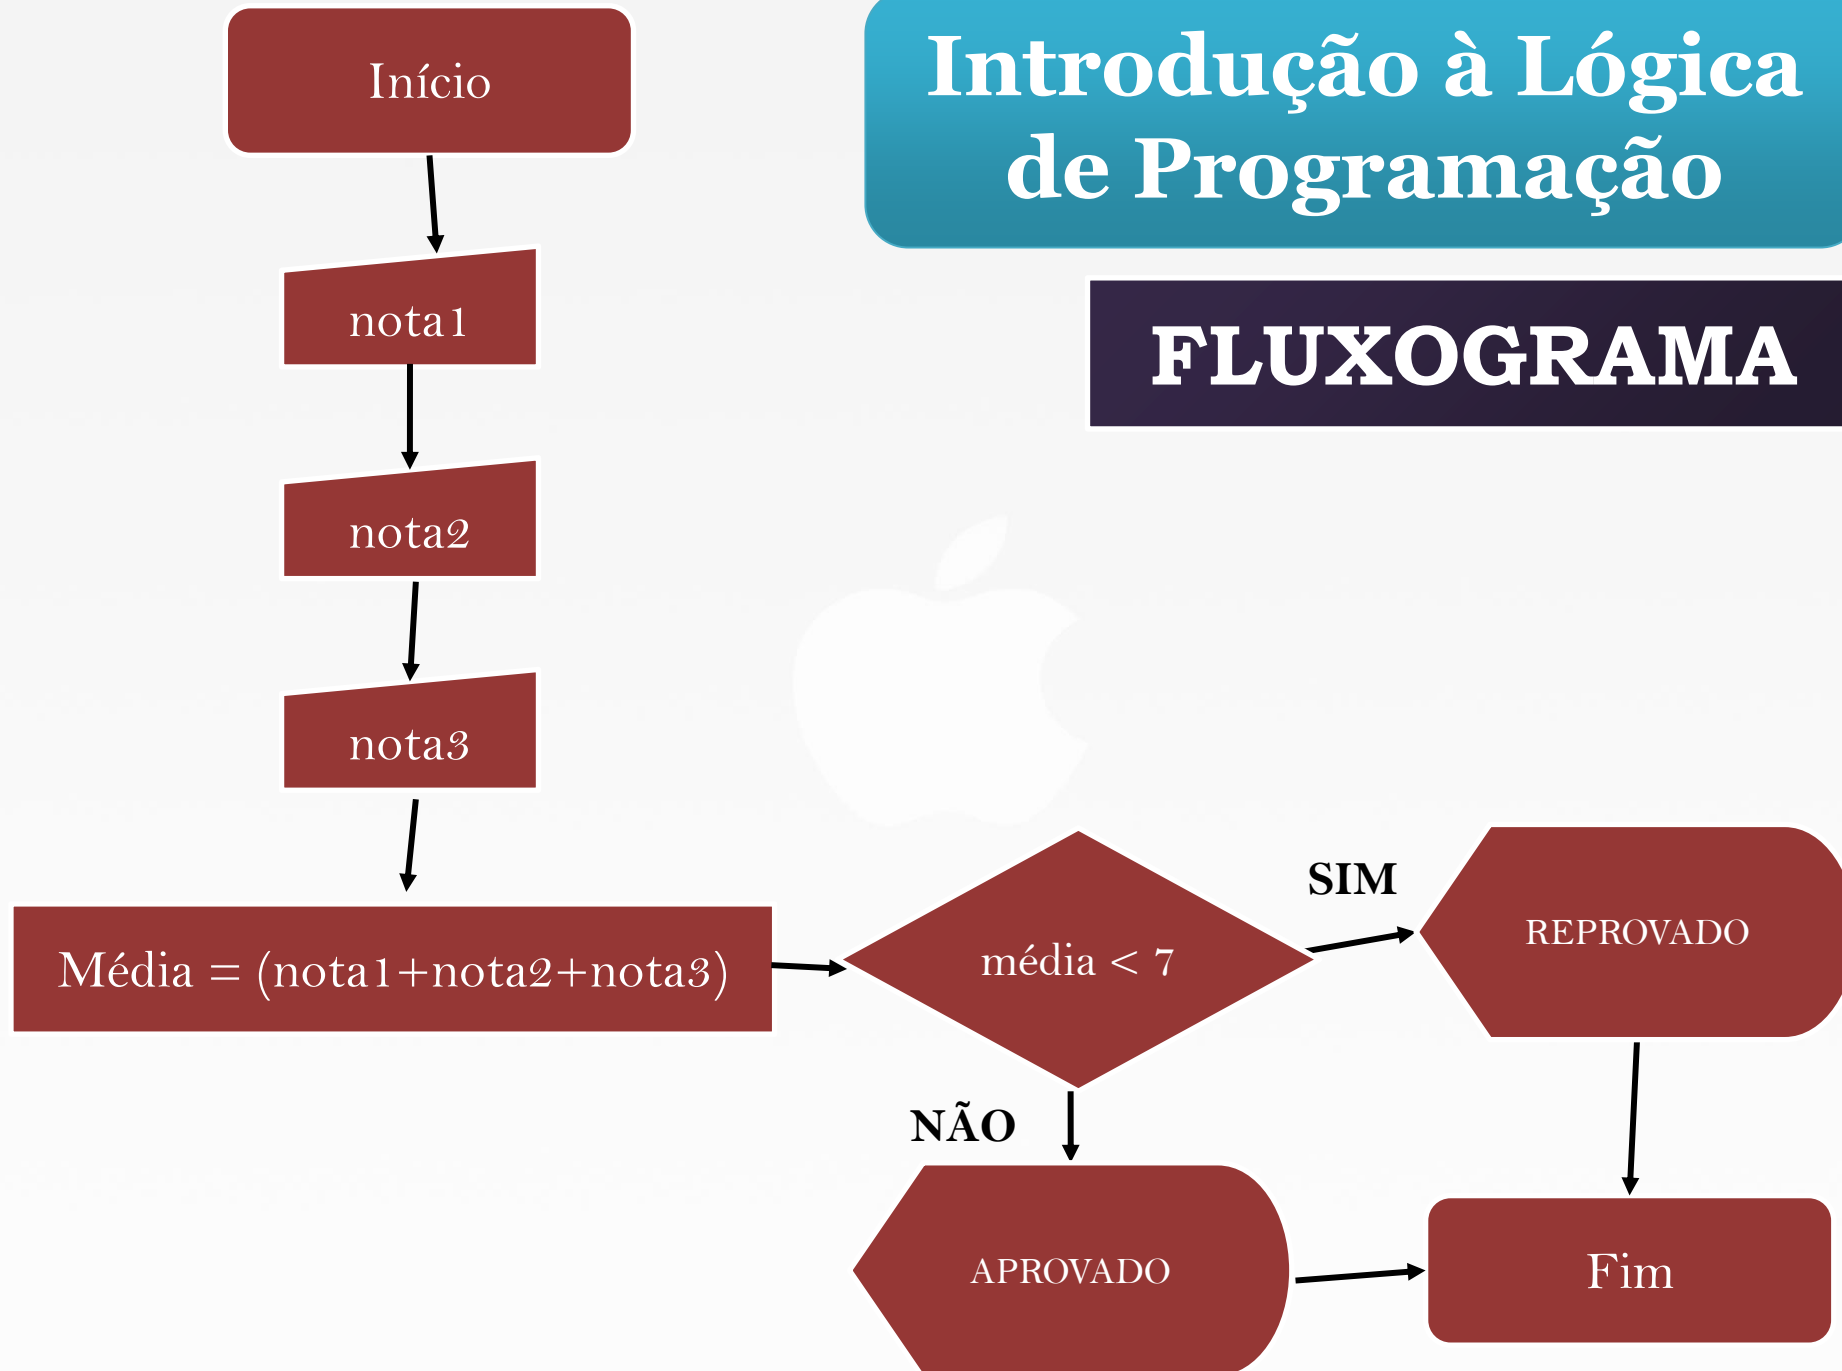 Introdução à Lógica
de Programação
FLUXOGRAMA
Início
nota1
nota2
nota3
Média = (nota1+nota2+nota3)
média < 7
SIM
REPROVADO
NÃO
APROVADO
Fim